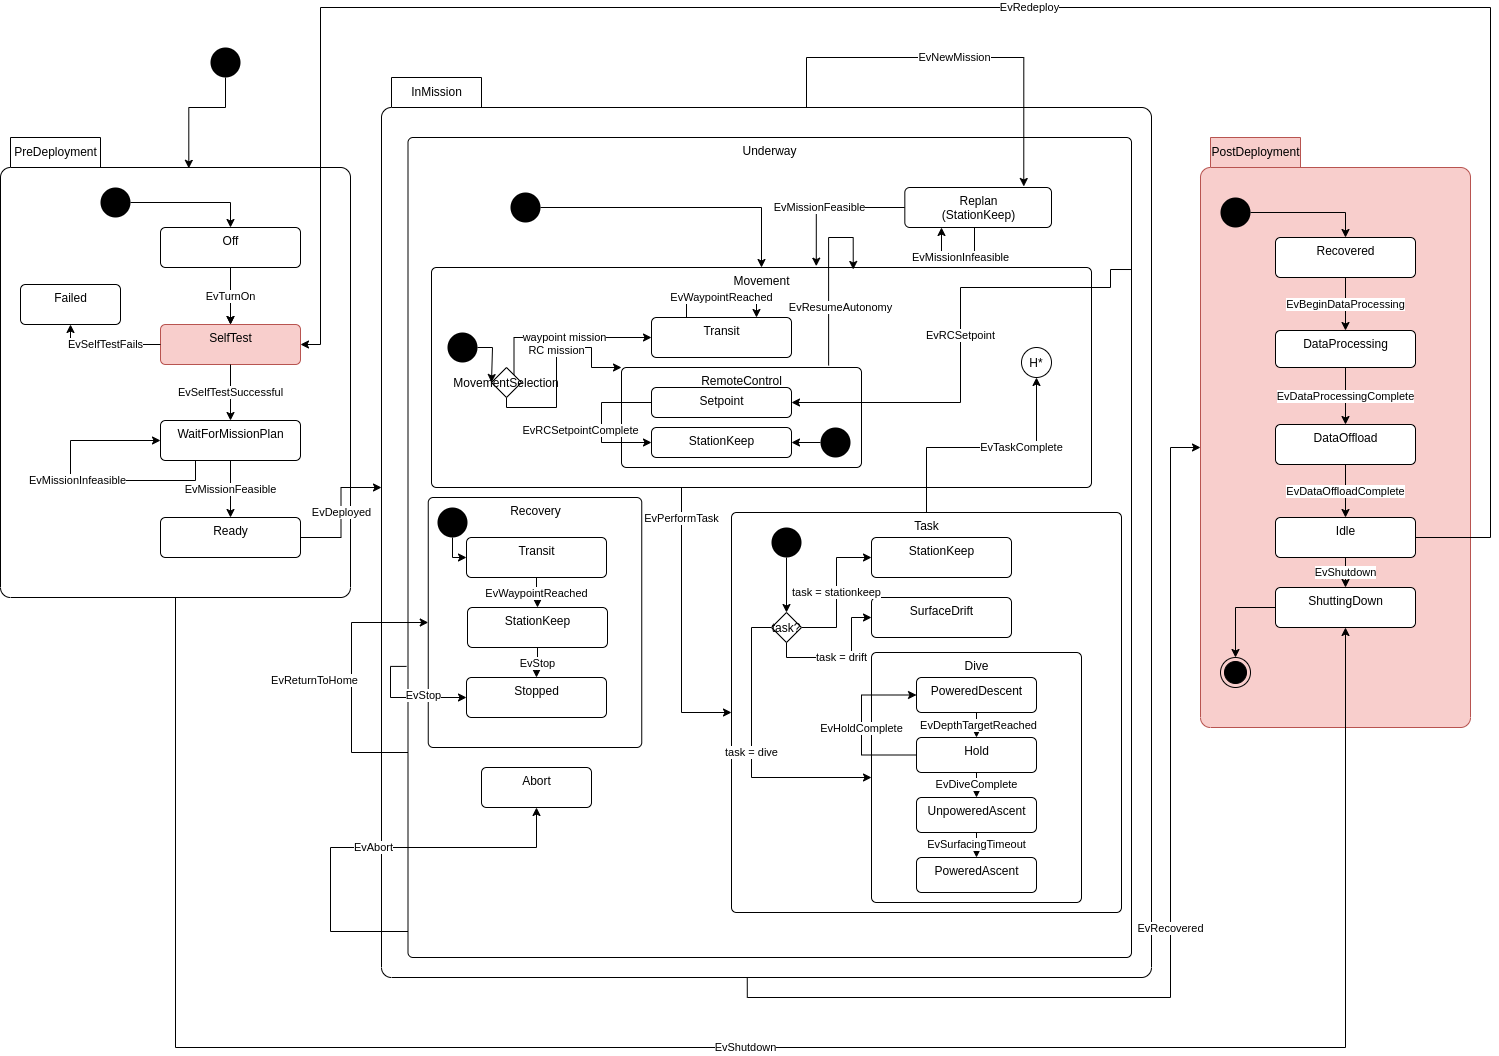 EvRedeploy
EvNewMission
InMission
PreDeployment
Underway
PostDeployment
Off
EvTurnOn
Failed
SelfTest
EvSelfTestFails
EvSelfTestSuccessful
WaitForMissionPlan
EvMissionInfeasible
EvMissionFeasible
Ready
EvDeployed
Replan
(StationKeep)
EvMissionFeasible
EvMissionInfeasible
Movement
EvWaypointReached
EvResumeAutonomy
Transit
waypoint mission
RC mission
MovementSelection
EvRCSetpoint
H*
RemoteControl
Setpoint
EvRCSetpointComplete
StationKeep
EvTaskComplete
Recovery
EvPerformTask
Transit
EvWaypointReached
StationKeep
EvStop
Stopped
EvStop
EvReturnToHome
Abort
EvAbort
Task
StationKeep
task = stationkeep
SurfaceDrift
task?
task = drift
Dive
PoweredDescent
EvHoldComplete
EvDepthTargetReached
Hold
task = dive
EvDiveComplete
UnpoweredAscent
EvSurfacingTimeout
PoweredAscent
EvRecovered
Recovered
EvBeginDataProcessing
DataProcessing
EvDataProcessingComplete
DataOffload
EvDataOffloadComplete
Idle
EvShutdown
ShuttingDown
EvShutdown